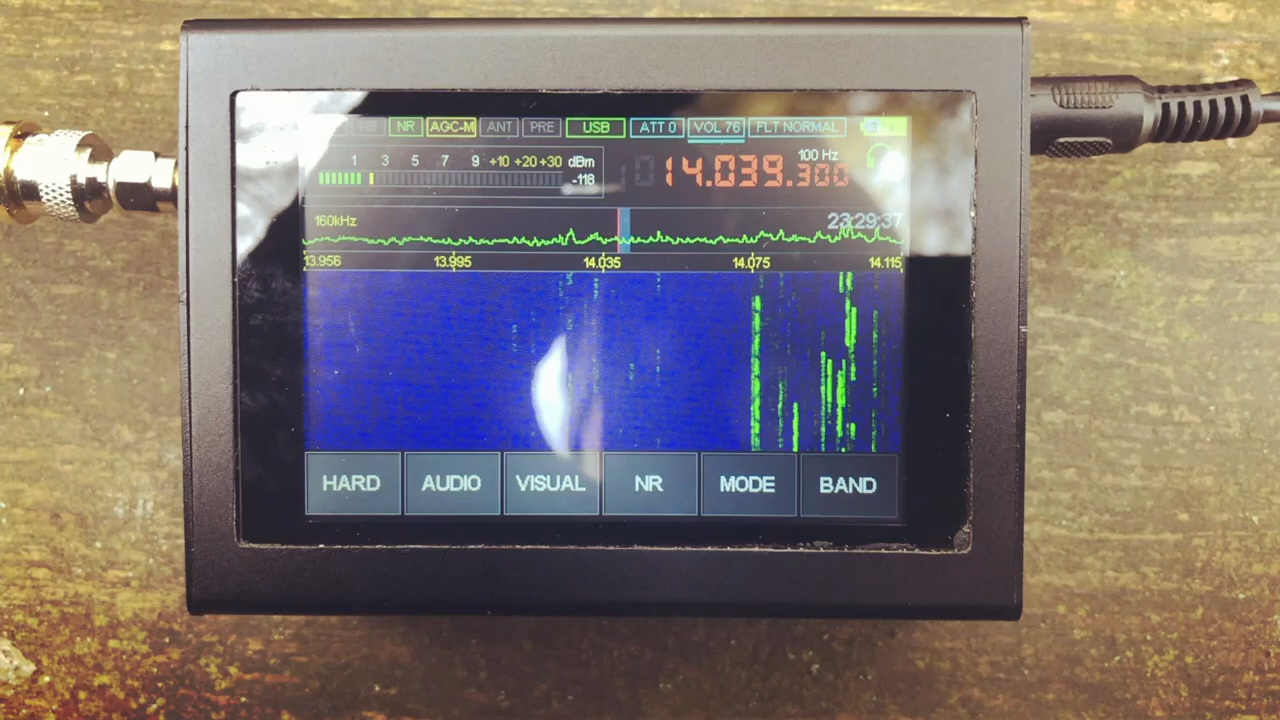 NR AGC-M ANT PRE USB ATT 0 VOL 76 FLT NORMAL
1 3 5 7 9 +10 +20 +30 dBm
-118
100 Hz
14.039.300
160kHz
23:29:37
13.956 13.995 14.035 14.075 14.115
HARD AUDIO VISUAL NR MODE BAND